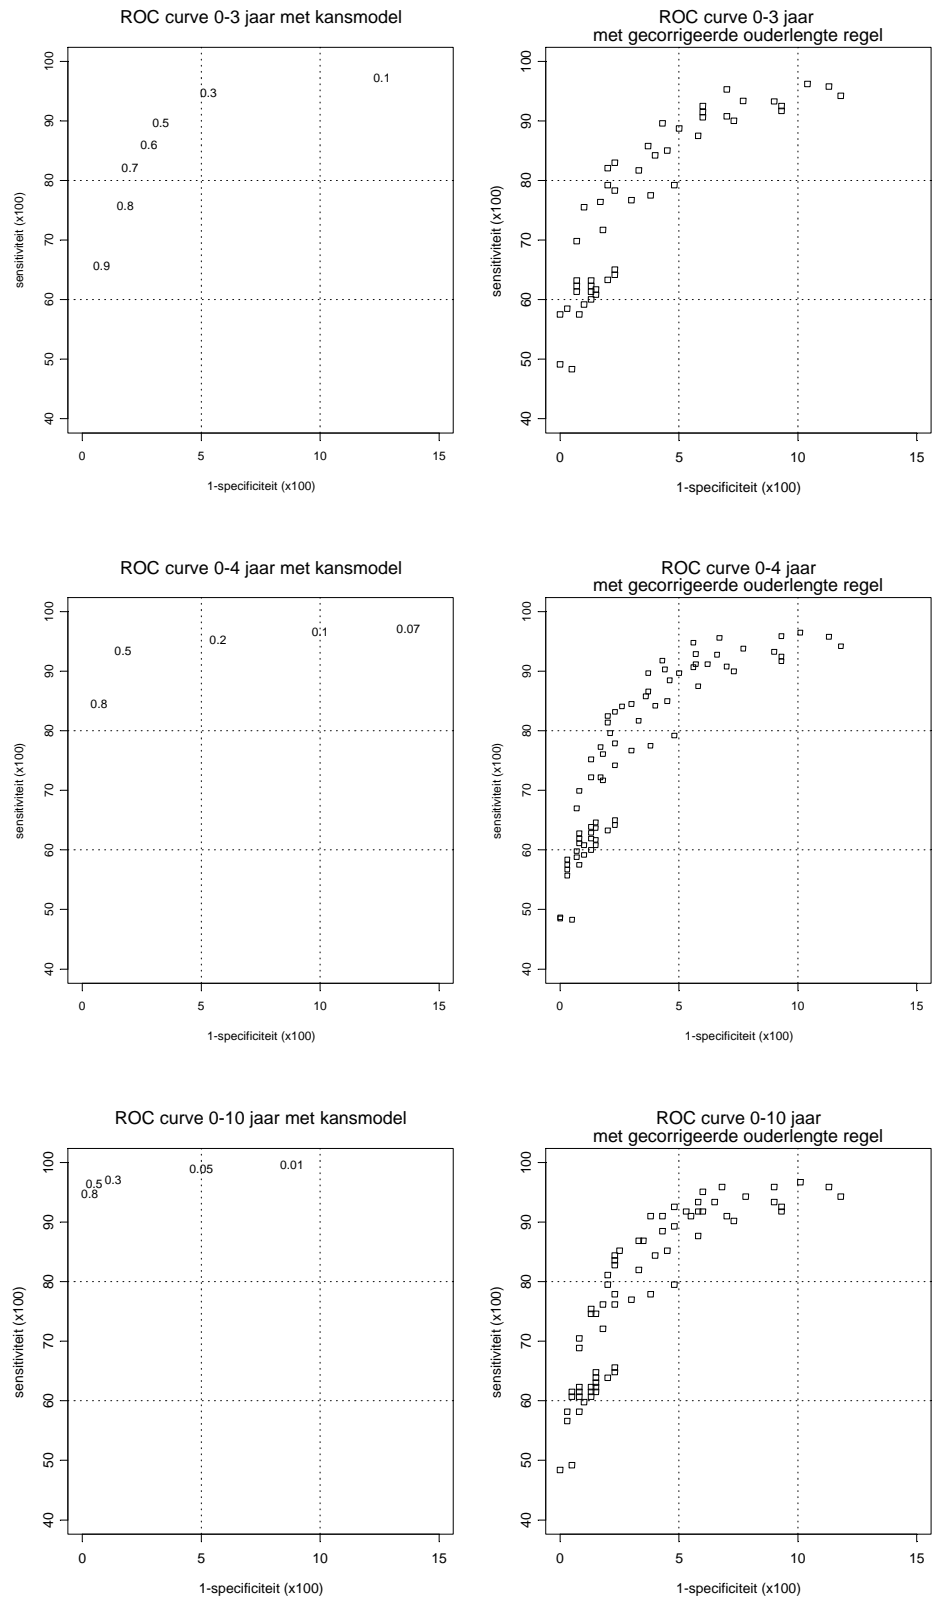 ROC curve 0-3 jaar met kansmodel
sensitiviteit (x100)
100
90
80
70
60
50
40
0.1
0.3
0.5
0.6
0.7
0.8
0.9
0 5 10 15
1-specificiteit (x100)
ROC curve 0-3 jaar
met gecorrigeerde ouderlengte regel
sensitiviteit (x100)
100
90
80
70
60
50
40
0 5 10 15
1-specificiteit (x100)
ROC curve 0-4 jaar met kansmodel
sensitiviteit (x100)
100
90
80
70
60
50
40
0.07
0.1
0.2
0.5
0.8
0 5 10 15
1-specificiteit (x100)
ROC curve 0-4 jaar
met gecorrigeerde ouderlengte regel
sensitiviteit (x100)
100
90
80
70
60
50
40
0 5 10 15
1-specificiteit (x100)
ROC curve 0-10 jaar met kansmodel
sensitiviteit (x100)
100
90
80
70
60
50
40
0.01
0.05
0.3
0.5
0.8
0 5 10 15
1-specificiteit (x100)
ROC curve 0-10 jaar
met gecorrigeerde ouderlengte regel
sensitiviteit (x100)
100
90
80
70
60
50
40
0 5 10 15
1-specificiteit (x100)